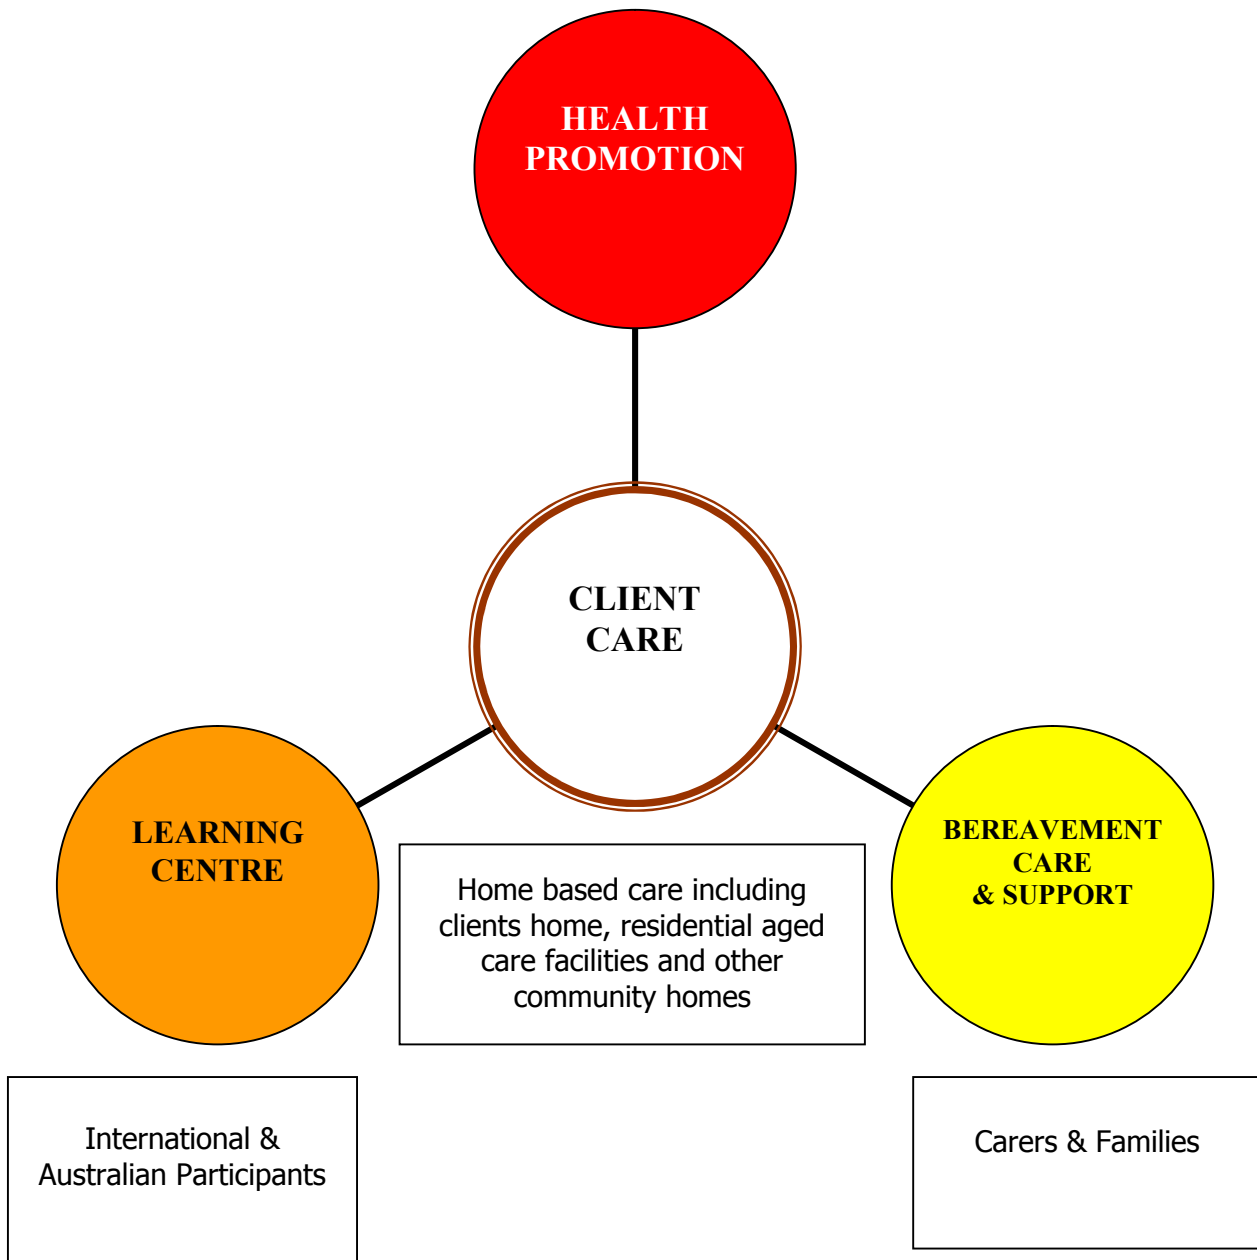 HEALTH
PROMOTION
CLIENT
CARE
LEARNING
CENTRE
BEREAVEMENT
CARE
& SUPPORT
Home based care including
clients home, residential aged
care facilities and other
community homes
International &
Australian Participants
Carers & Families